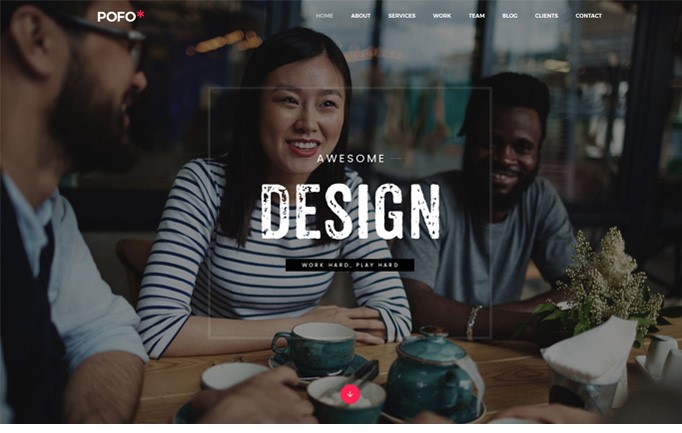 POFO*
HOME ABOUT SERVICES WORK TEAM BLOG CLIENTS CONTACT
AWESOME
DESIGN
WORK HARD, PLAY HARD